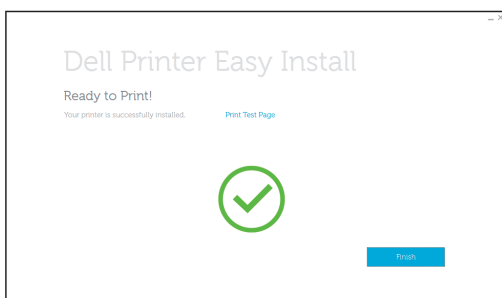 Dell Printer Easy Install
Ready to Print!
Your printer is successfully installed. Print Test Page
Finish